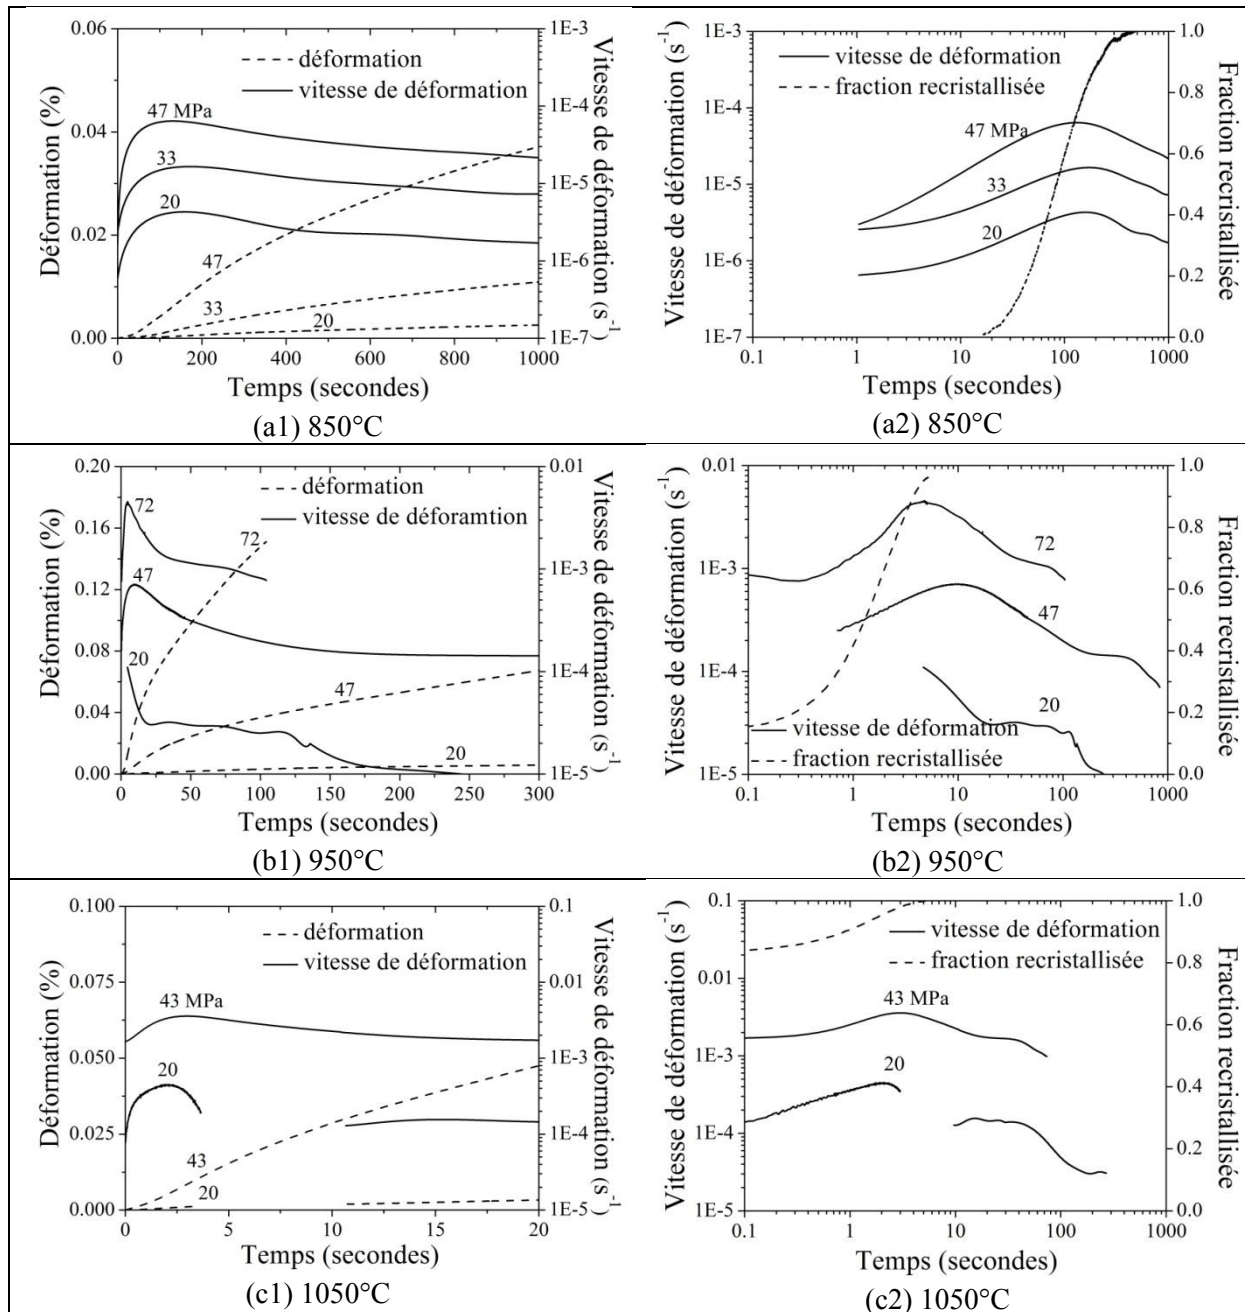 0.06
0.04
0.02
0.00
Déformation (%)
déformation
vitesse de déformation
47 MPa
33
20
47
33
20
1E-3
1E-4
1E-5
1E-6
1E-7
Vitesse de déformation (s⁻¹)
0 200 400 600 800 1000
Temps (secondes)
(a1) 850°C
1E-3
1E-4
1E-5
1E-6
1E-7
Vitesse de déformation (s⁻¹)
vitesse de déformation
fraction recristallisée
47 MPa
33
20
1.0
0.8
0.6
0.4
0.2
0.0
Fraction recristallisée
0.1 1 10 100 1000
Temps (secondes)
(a2) 850°C
0.20
0.16
0.12
0.08
0.04
0.00
Déformation (%)
déformation
vitesse de déforamtion
72
72
47
20
47
20
0.01
1E-3
1E-4
1E-5
Vitesse de déformation (s⁻¹)
0 50 100 150 200 250 300
Temps (secondes)
(b1) 950°C
0.01
1E-3
1E-4
1E-5
Vitesse de déformation (s⁻¹)
72
47
20
vitesse de déformation
fraction recristallisée
1.0
0.8
0.6
0.4
0.2
0.0
Fraction recristallisée
0.1 1 10 100 1000
Temps (secondes)
(b2) 950°C
0.100
0.075
0.050
0.025
0.000
Déformation (%)
déformation
vitesse de déformation
43 MPa
20
43
20
0.1
0.01
1E-3
1E-4
1E-5
Vitesse de déformation (s⁻¹)
0 5 10 15 20
Temps (secondes)
(c1) 1050°C
0.1
0.01
1E-3
1E-4
1E-5
Vitesse de déformation (s⁻¹)
vitesse de déformation
fraction recristallisée
43 MPa
20
1.0
0.8
0.6
0.4
0.2
0.0
Fraction recristallisée
0.1 1 10 100 1000
Temps (secondes)
(c2) 1050°C